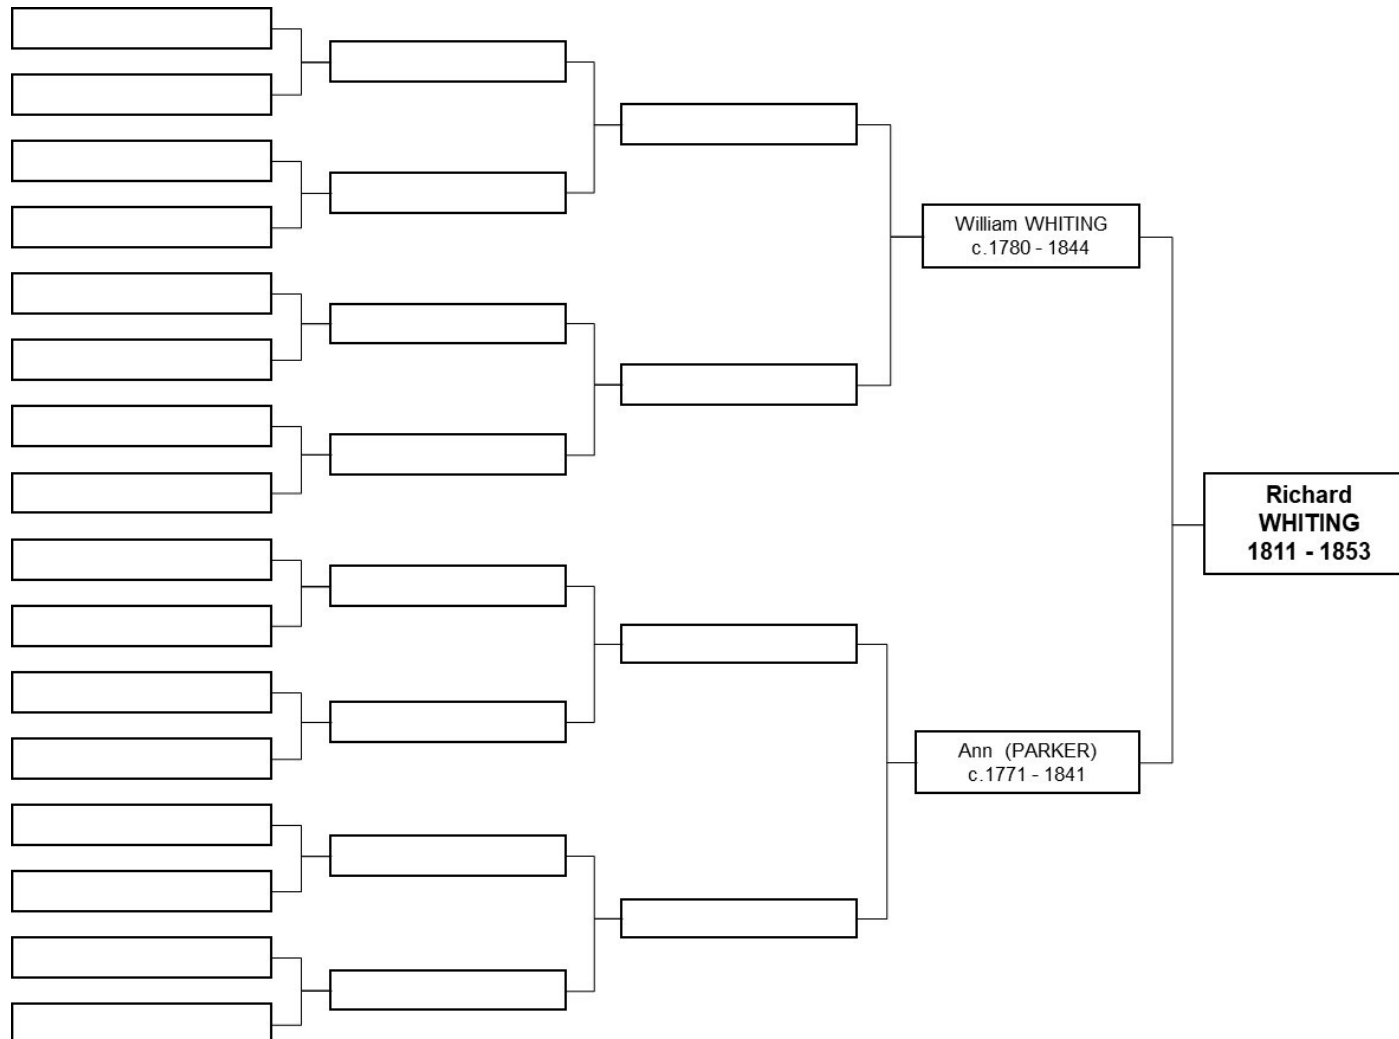 William WHITING
c.1780 - 1844
Richard
WHITING
1811 - 1853
Ann (PARKER)
c.1771 - 1841